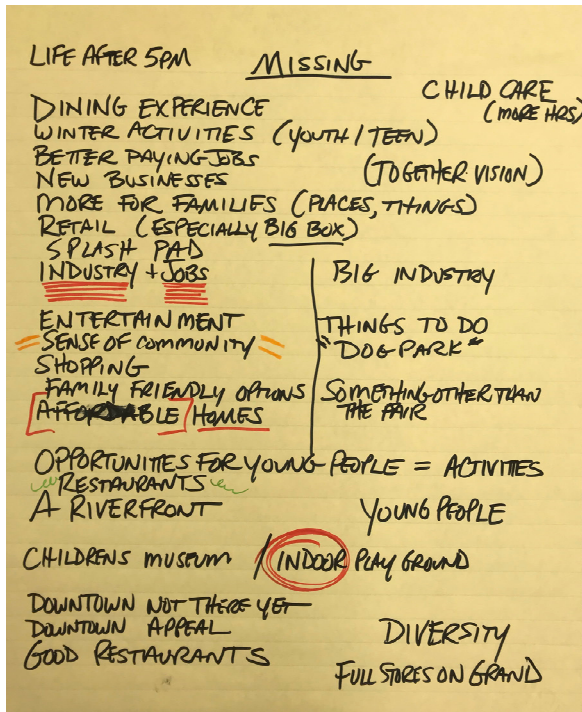 LIFE AFTER 5PM
MISSING
CHILD CARE
(MORE HRS)
DINING EXPERIENCE
WINTER ACTIVITIES (YOUTH/TEEN)
BETTER PAYING JOBS
(TOGETHER-VISION)
NEW BUSINESSES
MORE FOR FAMILIES (PLACES, THINGS)
RETAIL (ESPECIALLY BIG BOX)
SPLASH PAD
INDUSTRY + JOBS
ENTERTAINMENT
SENSE OF COMMUNITY
SHOPPING
FAMILY FRIENDLY OPTIONS
[AFFORDABLE] HOMES
BIG INDUSTRY
THINGS TO DO
"DOG PARK"
SOMETHING OTHER THAN
THE FAIR
OPPORTUNITIES FOR YOUNG PEOPLE = ACTIVITIES
RESTAURANTS
A RIVERFRONT
YOUNG PEOPLE
CHILDRENS MUSEUM / INDOOR PLAY GROUND
DOWNTOWN NOT THERE YET
DOWNTOWN APPEAL
GOOD RESTAURANTS
DIVERSITY
FULL STORES ON GRAND